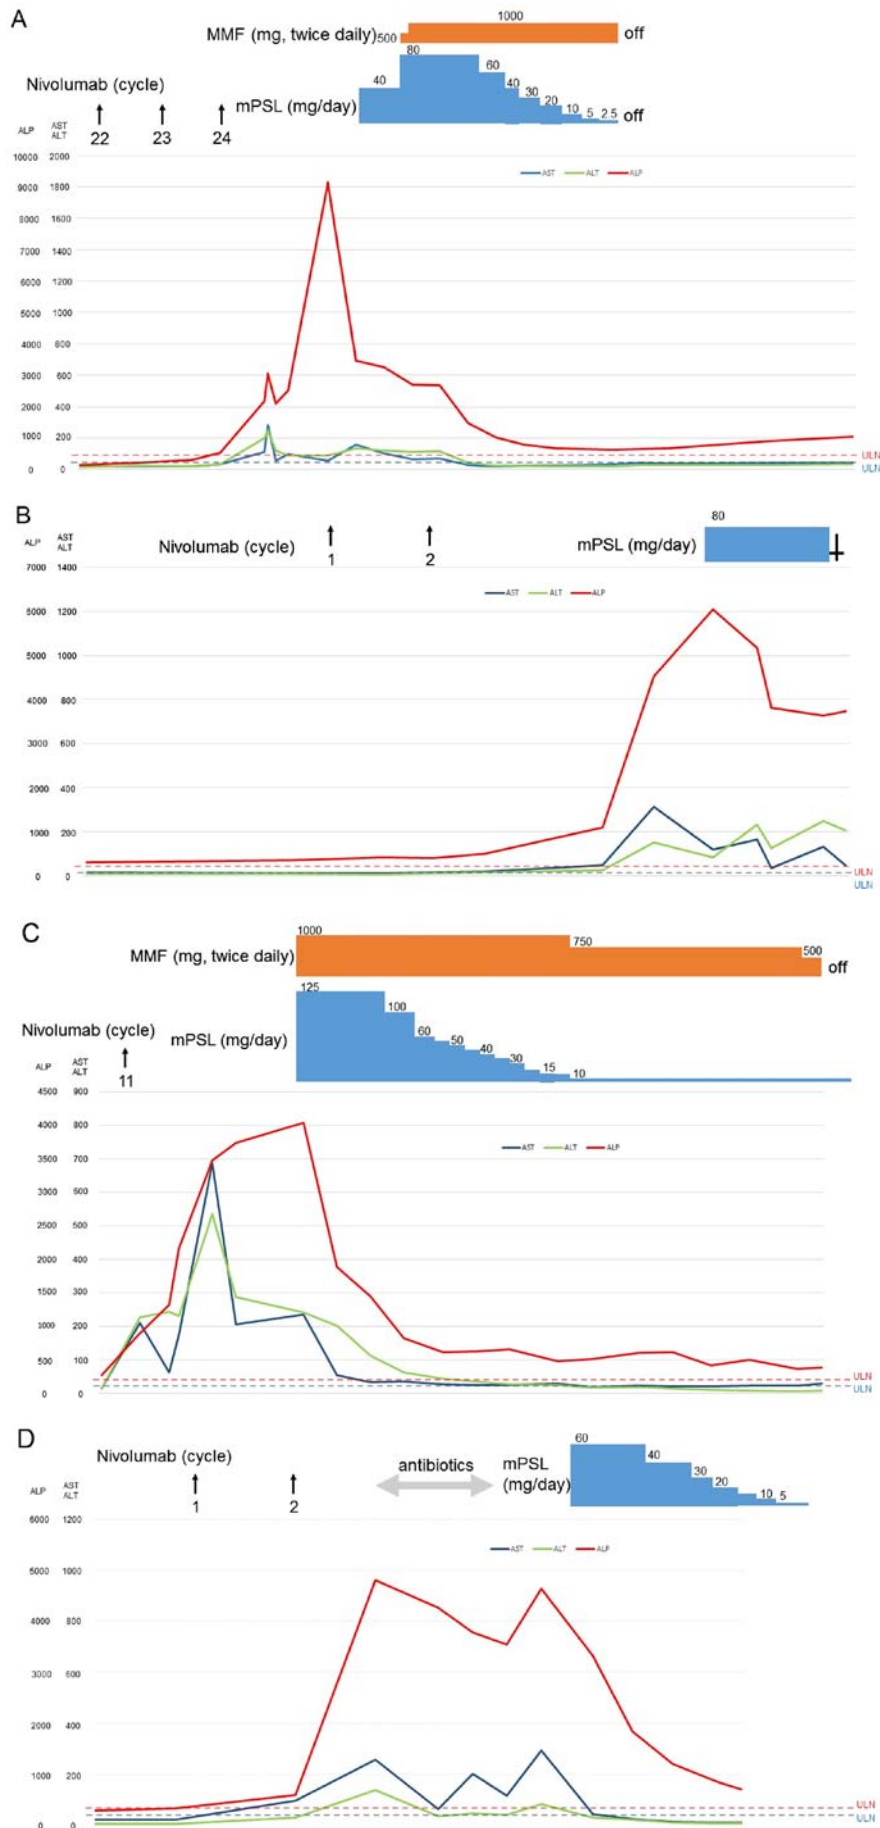 A
MMF (mg, twice daily)
500
1000
off
Nivolumab (cycle)
22
23
24
mPSL (mg/day)
40
80
60
40
30
20
10
5
2.5
off
ALP
AST
ALT
10000 2000
9000 1800
8000 1600
7000 1400
6000 1200
5000 1000
4000 800
3000 600
2000 400
1000 200
0 0
AST ALT ALP
ULN
ULN
B
Nivolumab (cycle)
1
2
mPSL (mg/day)
80
ALP
AST
ALT
7000 1400
5000 1200
5000 1000
4000 800
3000 600
2000 400
1000 200
0 0
AST ALT ALP
ULN
ULN
C
MMF (mg, twice daily)
1000
750
500
off
Nivolumab (cycle)
11
mPSL (mg/day)
125
100
60
50
40
30
15
10
ALP
AST
ALT
4500 900
4000 800
3500 700
3000 600
2500 500
2000 400
1500 300
1000 200
500 100
0 0
AST ALT ALP
ULN
ULN
D
Nivolumab (cycle)
1
2
antibiotics
mPSL
(mg/day)
60
40
30
20
10
5
ALP
AST
ALT
6000 1200
5000 1000
4000 800
3000 600
2000 400
1000 200
0 0
AST ALT ALP
ULN
ULN